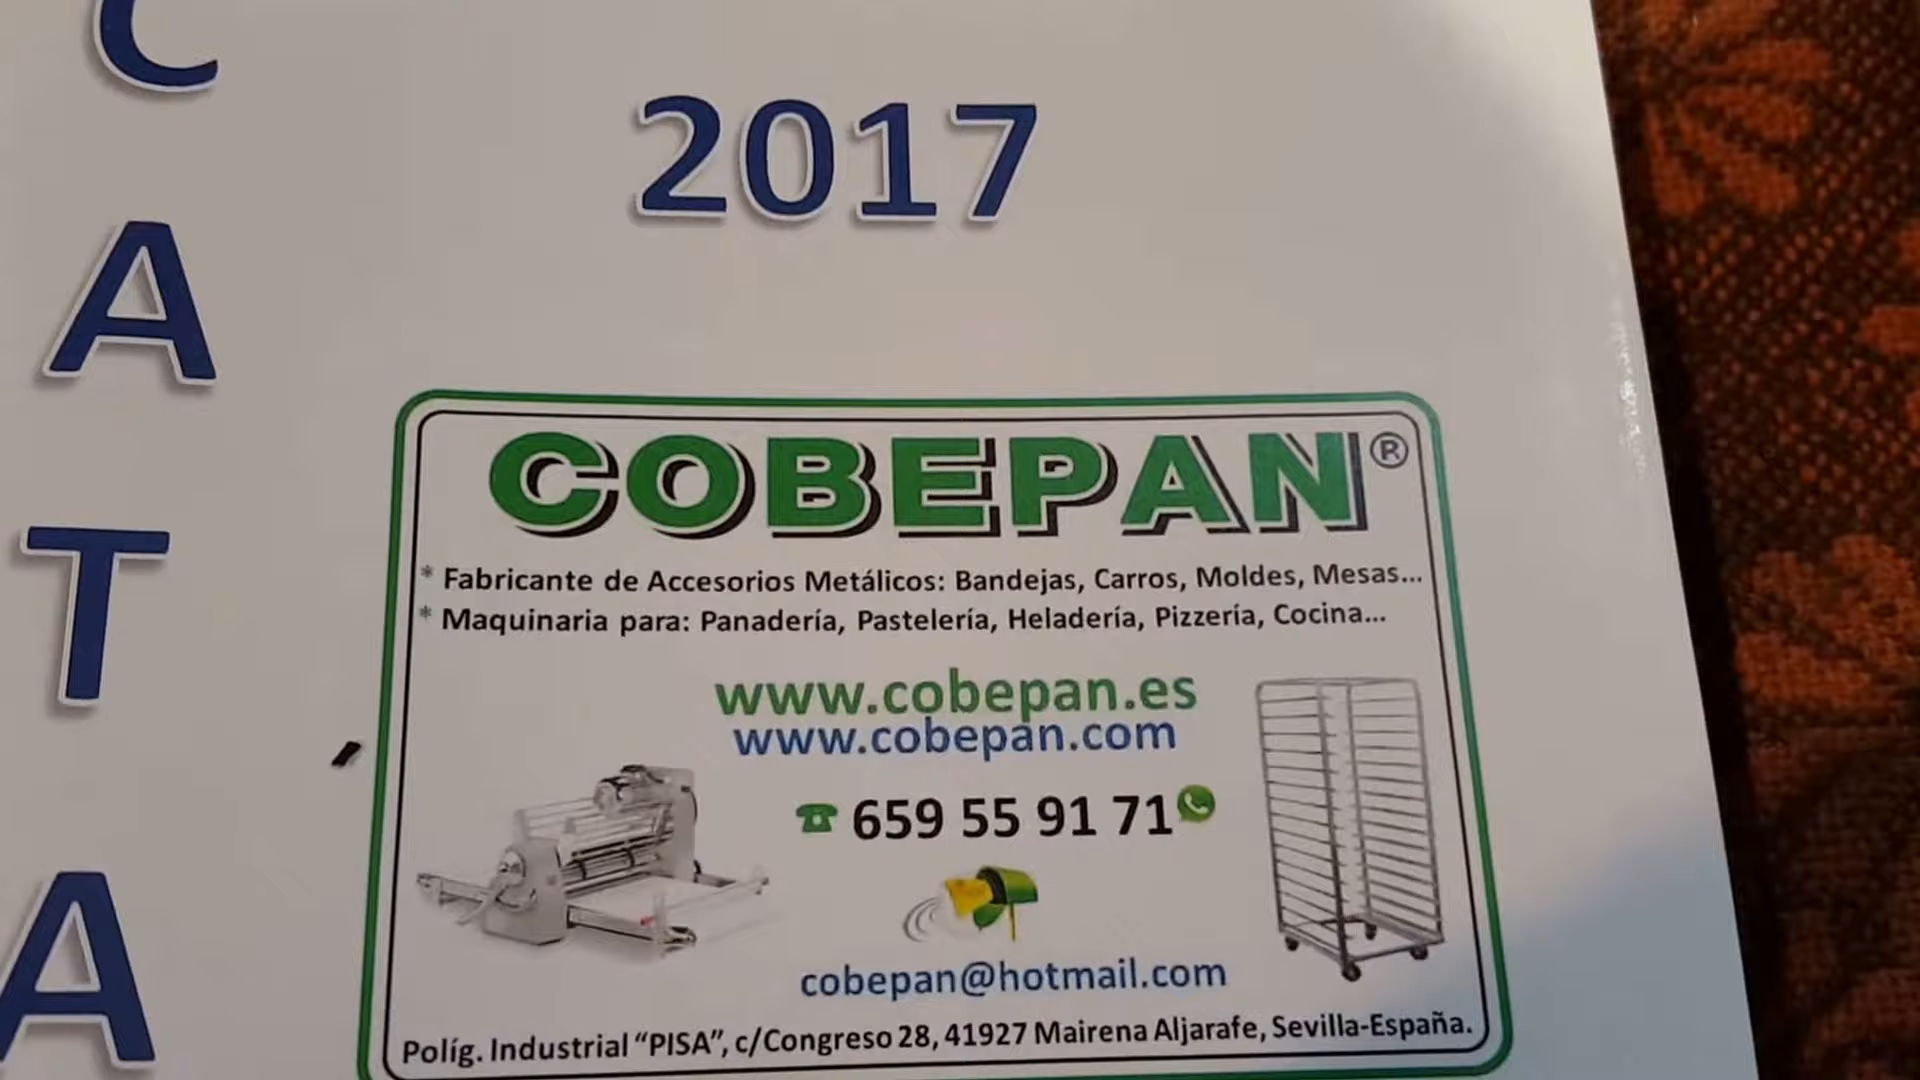 C
A
T
A
2017
COBEPAN®
* Fabricante de Accesorios Metálicos: Bandejas, Carros, Moldes, Mesas...
* Maquinaria para: Panadería, Pastelería, Heladería, Pizzería, Cocina...
www.cobepan.es
www.cobepan.com
659 55 91 71
cobepan@hotmail.com
Políg. Industrial “PISA”, c/Congreso 28, 41927 Mairena Aljarafe, Sevilla-España.